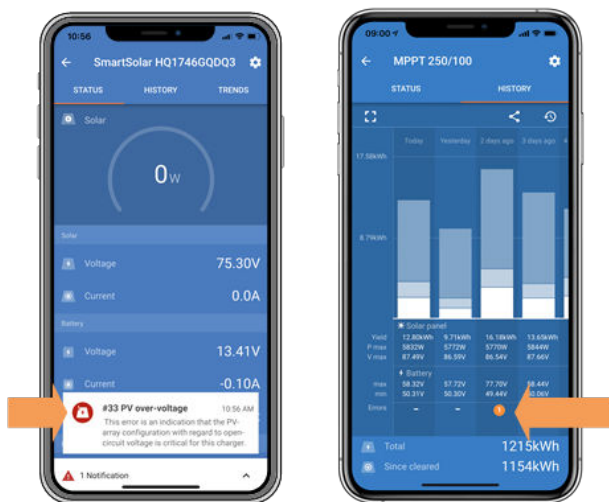 10:56
SmartSolar HQ1746GQDQ3
STATUS HISTORY TRENDS
Solar
0W
Solar
Voltage 75.30V
Current 0.0A
Battery
Voltage 13.41V
Current -0.10A
#33 PV over-voltage 10:56 AM
This error is an indication that the PV-
array configuration with regard to open-
circuit voltage is critical for this charger.
1 Notification
09:00
MPPT 250/100
STATUS HISTORY
Today Yesterday 2 days ago 3 days ago 4
17.58kWh
8.79kWh
Solar panel
Yield 12.80kWh 9.71kWh 16.18kWh 13.65kWh
P max 5832W 5772W 5770W 5844W
V max 87.49V 86.59V 86.54V 87.66V
Battery
max 58.32V 57.72V 77.70V 58.44V
min 50.31V 50.30V 49.44V
Errors - - 1
Total 1215kWh
Since cleared 1154kWh